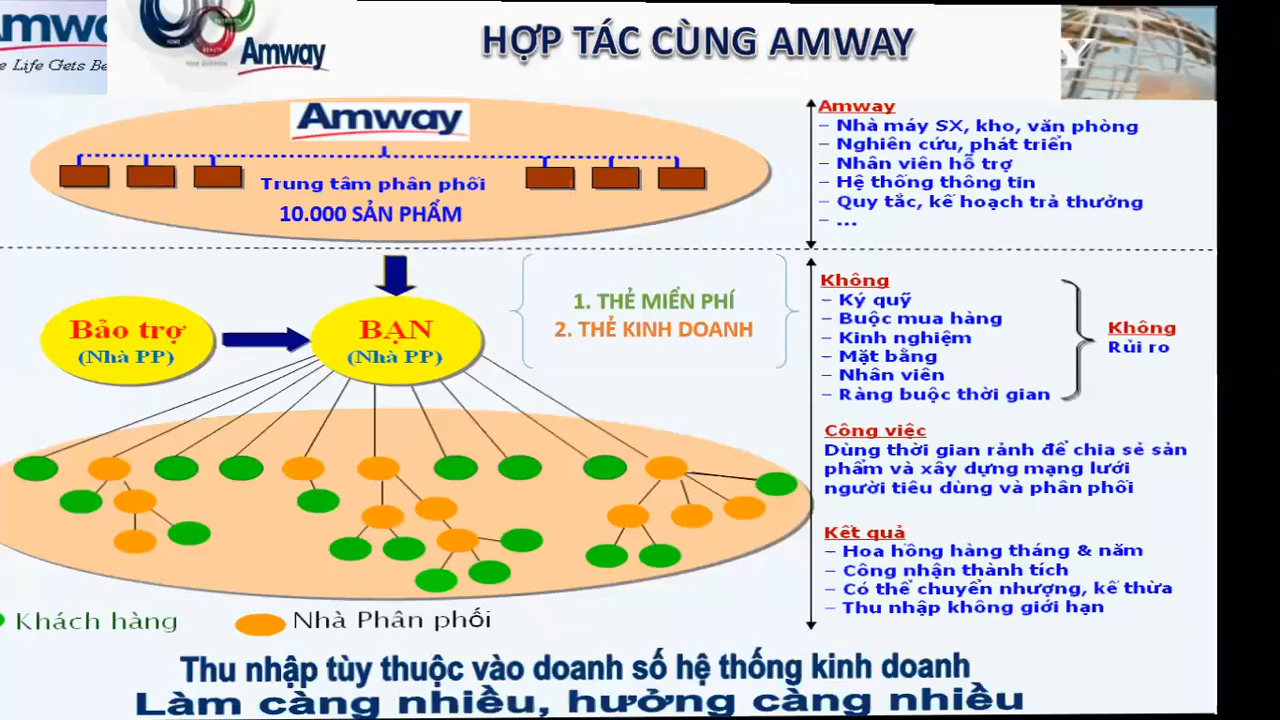 Amway
e Life Gets Be
Amway
HỢP TÁC CÙNG AMWAY
Y
Amway
Trung tâm phân phối
10.000 SẢN PHẨM
Amway
– Nhà máy SX, kho, văn phòng
– Nghiên cứu, phát triển
– Nhân viên hỗ trợ
– Hệ thống thông tin
– Quy tắc, kế hoạch trả thưởng
– ...
Bảo trợ
(Nhà PP)
BẠN
(Nhà PP)
1. THẺ MIỂN PHÍ
2. THẺ KINH DOANH
Không
– Ký quỹ
– Buộc mua hàng
– Kinh nghiệm
– Mặt bằng
– Nhân viên
– Ràng buộc thời gian
Không
Rủi ro
Công việc
Dùng thời gian rảnh để chia sẻ sản
phẩm và xây dựng mạng lưới
người tiêu dùng và phân phối
Kết quả
– Hoa hồng hàng tháng & năm
– Công nhận thành tích
– Có thể chuyển nhượng, kế thừa
– Thu nhập không giới hạn
Khách hàng
Nhà Phân phối
Thu nhập tùy thuộc vào doanh số hệ thống kinh doanh
Làm càng nhiều, hưởng càng nhiều